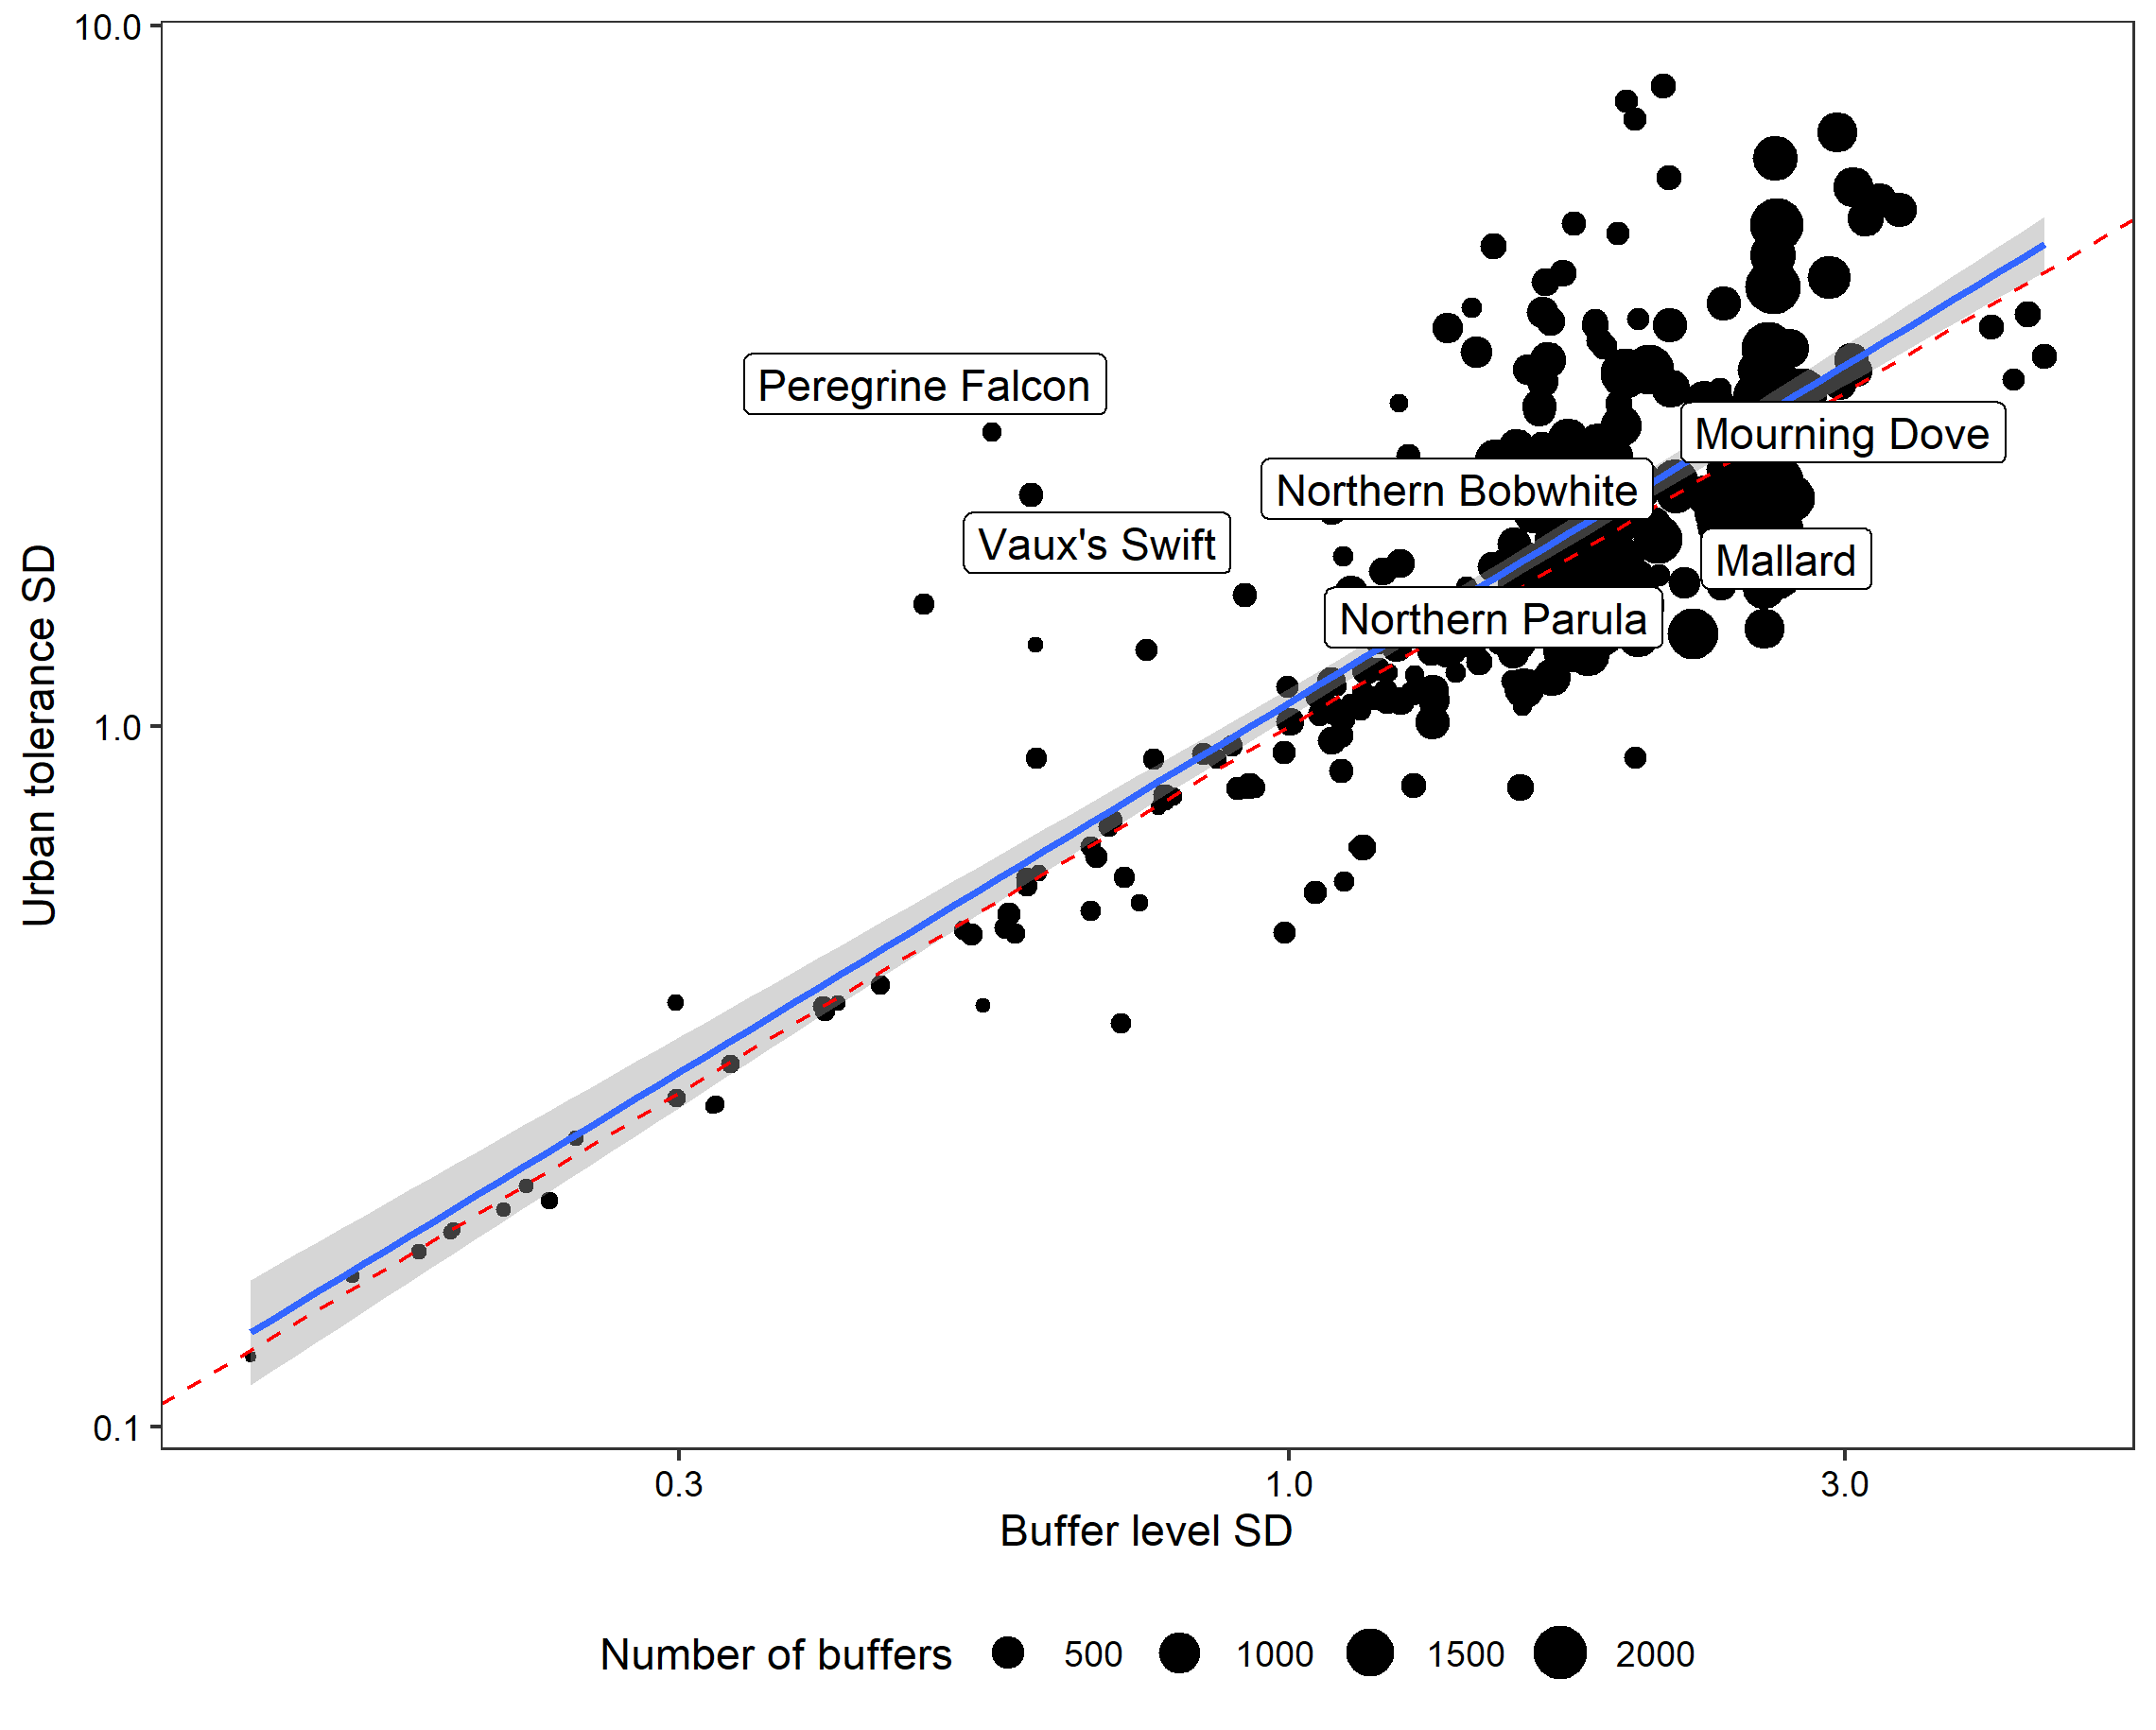 10.0
Peregrine Falcon
Mourning Dove
Northern Bobwhite
Vaux's Swift
Mallard
Northern Parula
1.0
Urban tolerance SD
0.1
0.3 1.0 3.0
Buffer level SD
Number of buffers 500 1000 1500 2000